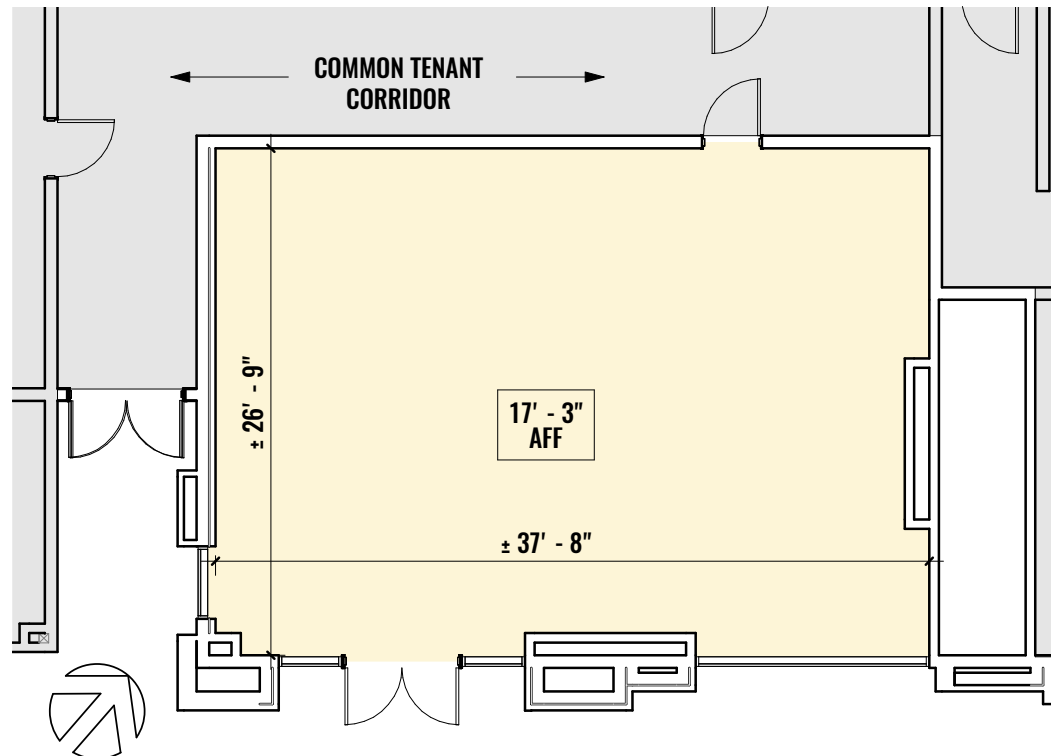 COMMON TENANT
CORRIDOR
± 26' - 9"
17' - 3"
AFF
± 37' - 8"